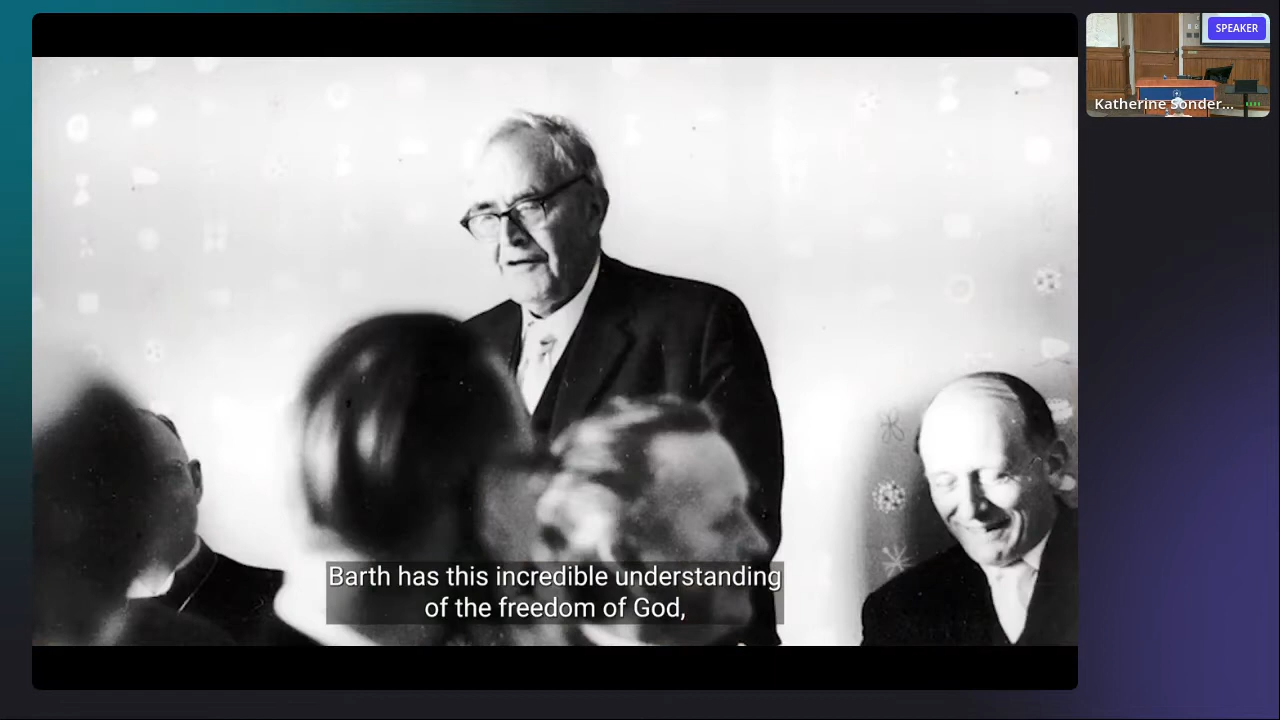 SPEAKER
Katherine Sonder...
Barth has this incredible understanding
of the freedom of God,